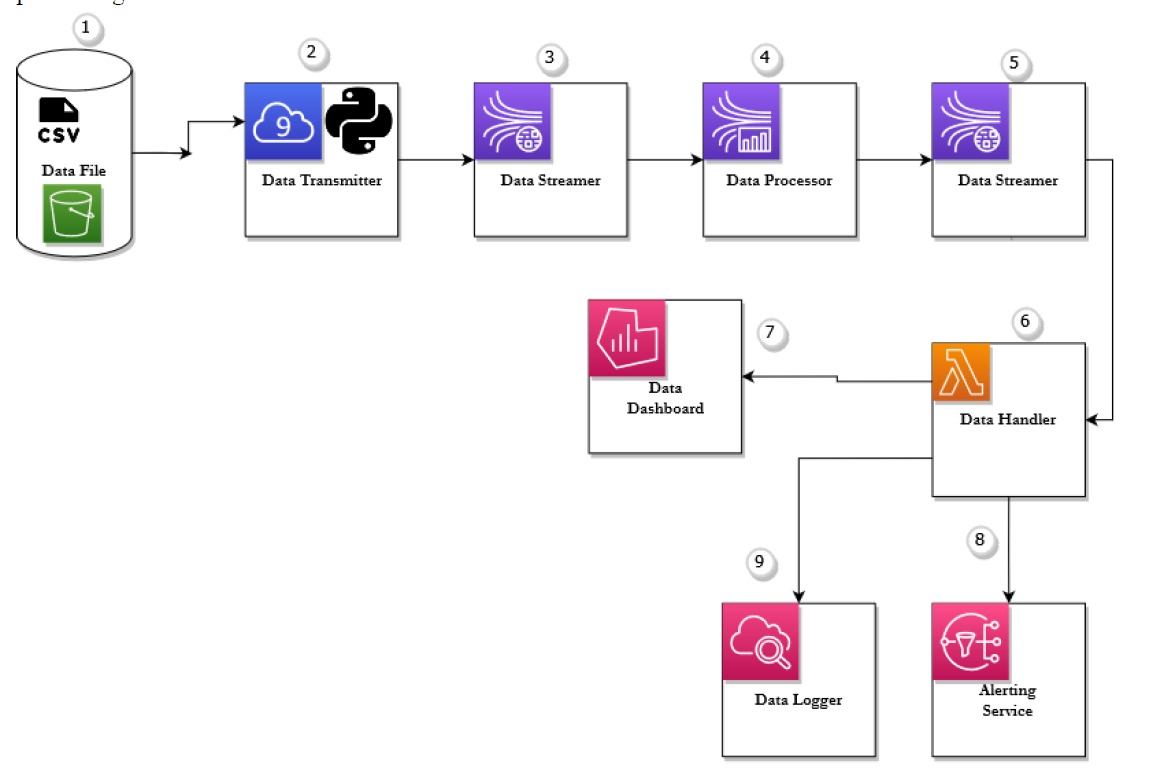 1
2
3
4
5
CSV
9
Data File
Data Transmitter
Data Streamer
Data Processor
Data Streamer
6
7
Data
Dashboard
Data Handler
8
9
Data Logger
Alerting
Service